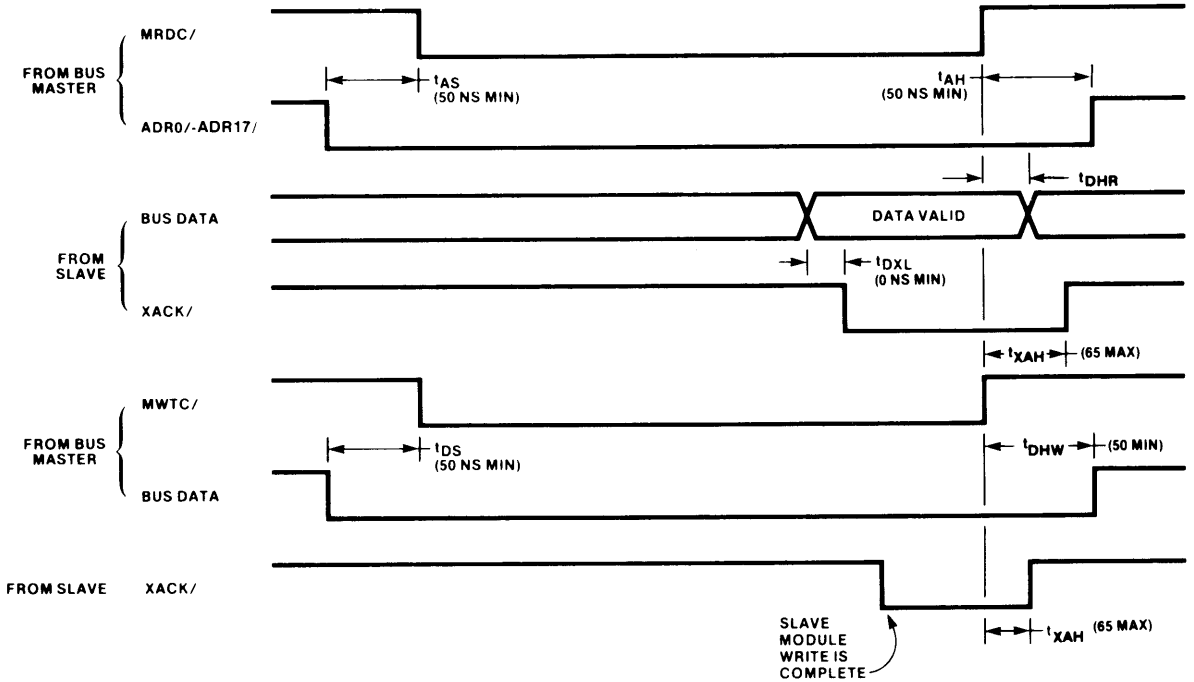 MRDC/
FROM BUS
MASTER
tAS
(50 NS MIN)
tAH
(50 NS MIN)
ADR0/-ADR17/
tDHR
BUS DATA
DATA VALID
FROM
SLAVE
tDXL
(0 NS MIN)
XACK/
tXAH (65 MAX)
MWTC/
FROM BUS
MASTER
tDS
(50 NS MIN)
tDHW (50 MIN)
BUS DATA
FROM SLAVE XACK/
SLAVE
MODULE
WRITE IS
COMPLETE
tXAH (65 MAX)